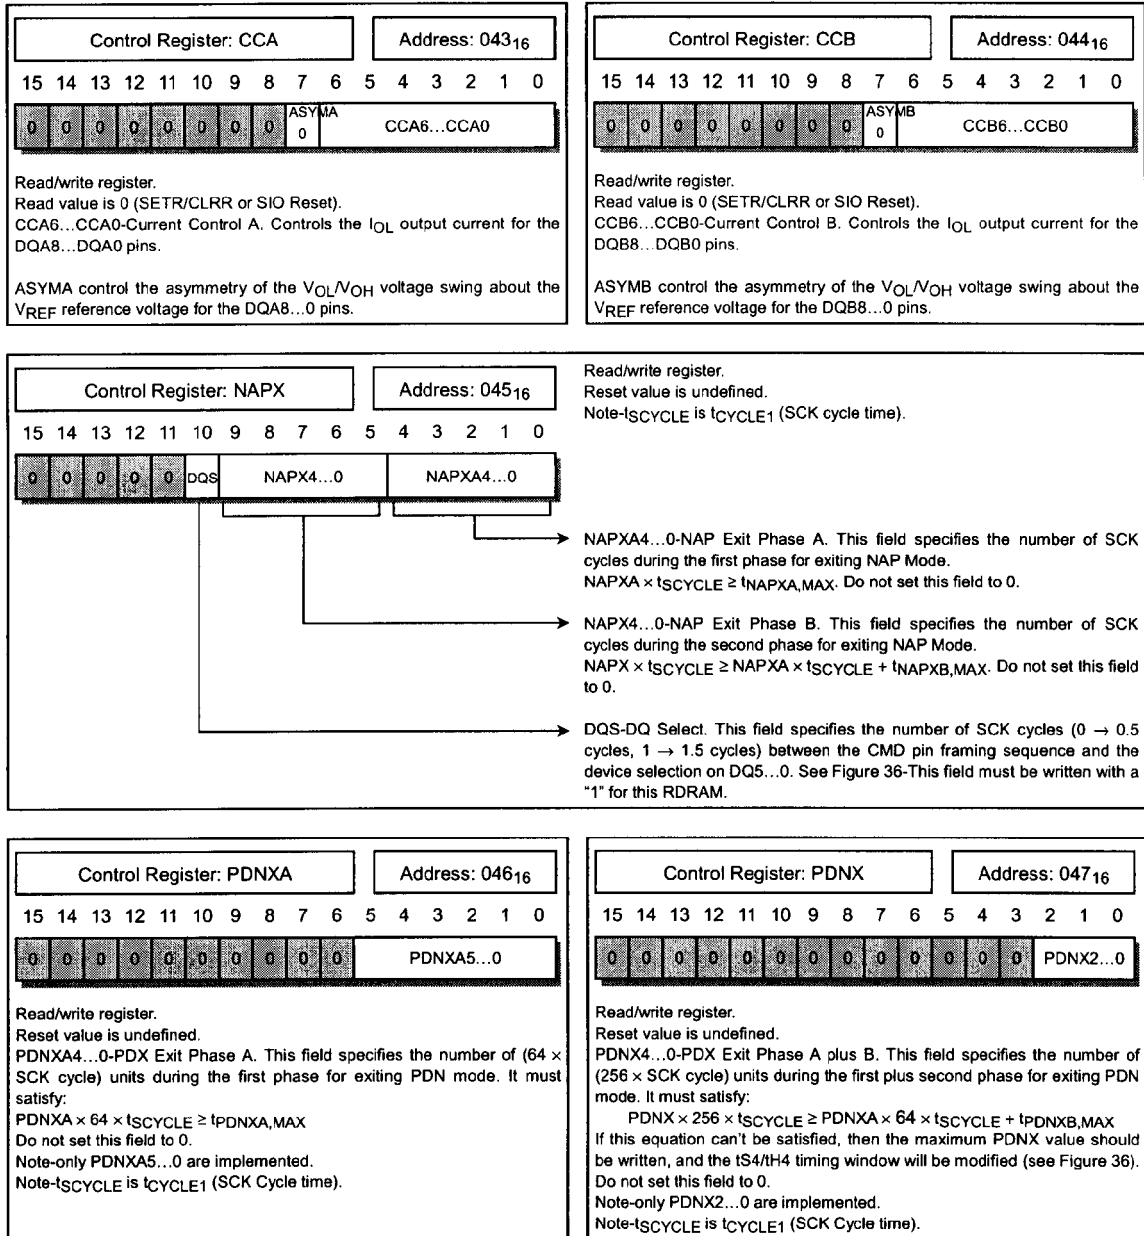 Control Register: CCA
Address: 043₁₆
15 14 13 12 11 10 9 8 7 6 5 4 3 2 1 0
0 0 0 0 0 0 0 0 ASYMA 0 CCA6...CCA0
Read/write register.
Read value is 0 (SETR/CLRR or SIO Reset).
CCA6...CCA0-Current Control A. Controls the IOL output current for the
DQA8...DQA0 pins.
ASYMA control the asymmetry of the VOL/VOH voltage swing about the
VREF reference voltage for the DQA8...0 pins.
Control Register: CCB
Address: 044₁₆
15 14 13 12 11 10 9 8 7 6 5 4 3 2 1 0
0 0 0 0 0 0 0 0 ASYMB 0 CCB6...CCB0
Read/write register.
Read value is 0 (SETR/CLRR or SIO Reset).
CCB6...CCB0-Current Control B. Controls the IOL output current for the
DQB8...DQB0 pins.
ASYMB control the asymmetry of the VOL/VOH voltage swing about the
VREF reference voltage for the DQB8...0 pins.
Control Register: NAPX
Address: 045₁₆
15 14 13 12 11 10 9 8 7 6 5 4 3 2 1 0
0 0 0 0 0 DQS NAPX4...0 NAPXA4...0
Read/write register.
Reset value is undefined.
Note-tSCYCLE is tCYCLE1 (SCK cycle time).
NAPXA4...0-NAP Exit Phase A. This field specifies the number of SCK
cycles during the first phase for exiting NAP Mode.
NAPXA × tSCYCLE ≥ tNAPXA,MAX. Do not set this field to 0.
NAPX4...0-NAP Exit Phase B. This field specifies the number of SCK
cycles during the second phase for exiting NAP Mode.
NAPX × tSCYCLE ≥ NAPXA × tSCYCLE + tNAPXB,MAX. Do not set this field
to 0.
DQS-DQ Select. This field specifies the number of SCK cycles (0 → 0.5
cycles, 1 → 1.5 cycles) between the CMD pin framing sequence and the
device selection on DQ5...0. See Figure 36-This field must be written with a
"1" for this RDRAM.
Control Register: PDNXA
Address: 046₁₆
15 14 13 12 11 10 9 8 7 6 5 4 3 2 1 0
0 0 0 0 0 0 0 0 0 0 PDNXA5...0
Read/write register.
Reset value is undefined.
PDNXA4...0-PDX Exit Phase A. This field specifies the number of (64 ×
SCK cycle) units during the first phase for exiting PDN mode. It must
satisfy:
PDNXA × 64 × tSCYCLE ≥ tPDNXA,MAX
Do not set this field to 0.
Note-only PDNXA5...0 are implemented.
Note-tSCYCLE is tCYCLE1 (SCK Cycle time).
Control Register: PDNX
Address: 047₁₆
15 14 13 12 11 10 9 8 7 6 5 4 3 2 1 0
0 0 0 0 0 0 0 0 0 0 0 0 0 PDNX2...0
Read/write register.
Reset value is undefined.
PDNX4...0-PDX Exit Phase A plus B. This field specifies the number of
(256 × SCK cycle) units during the first plus second phase for exiting PDN
mode. It must satisfy:
PDNX × 256 × tSCYCLE ≥ PDNXA × 64 × tSCYCLE + tPDNXB,MAX
If this equation can't be satisfied, then the maximum PDNX value should
be written, and the tS4/tH4 timing window will be modified (see Figure 36).
Do not set this field to 0.
Note-only PDNX2...0 are implemented.
Note-tSCYCLE is tCYCLE1 (SCK Cycle time).